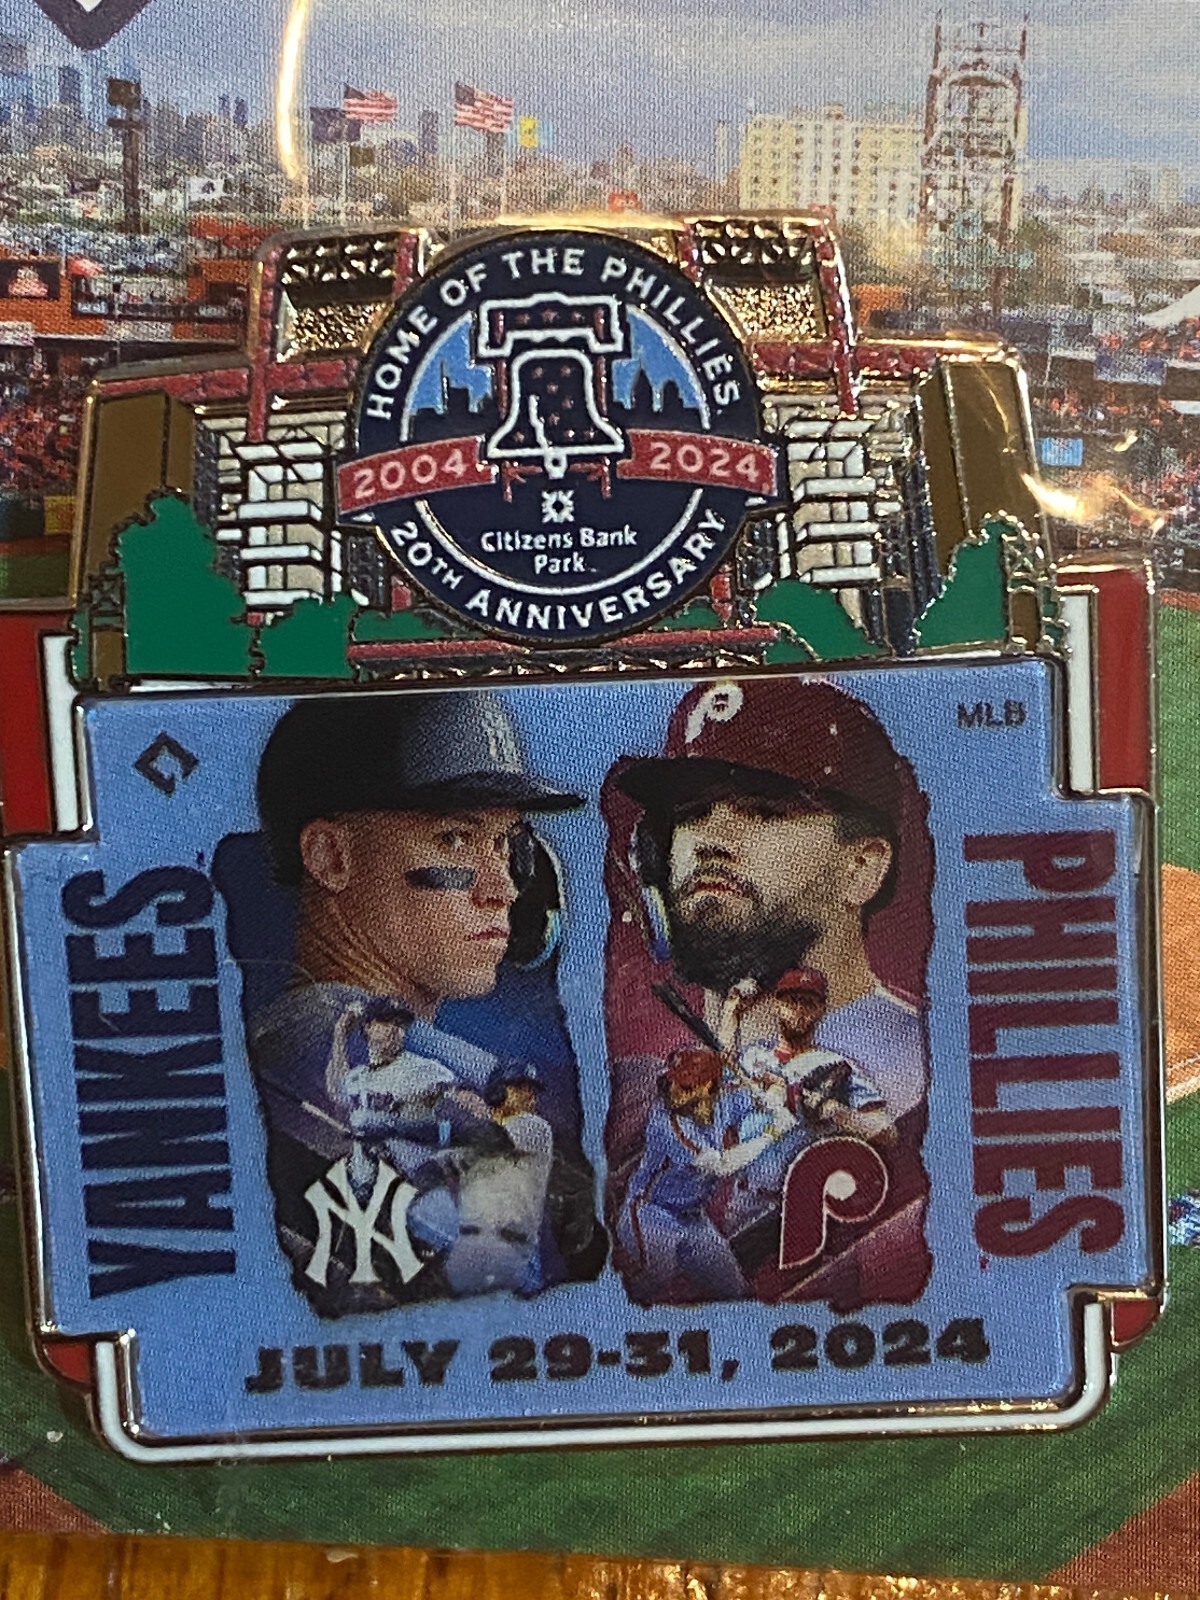 HOME OF THE PHILLIES
2004 2024
Citizens Bank
Park
20TH ANNIVERSARY
MLB
YANKEES
PHILLIES
NY
P
P
JULY 29-31, 2024